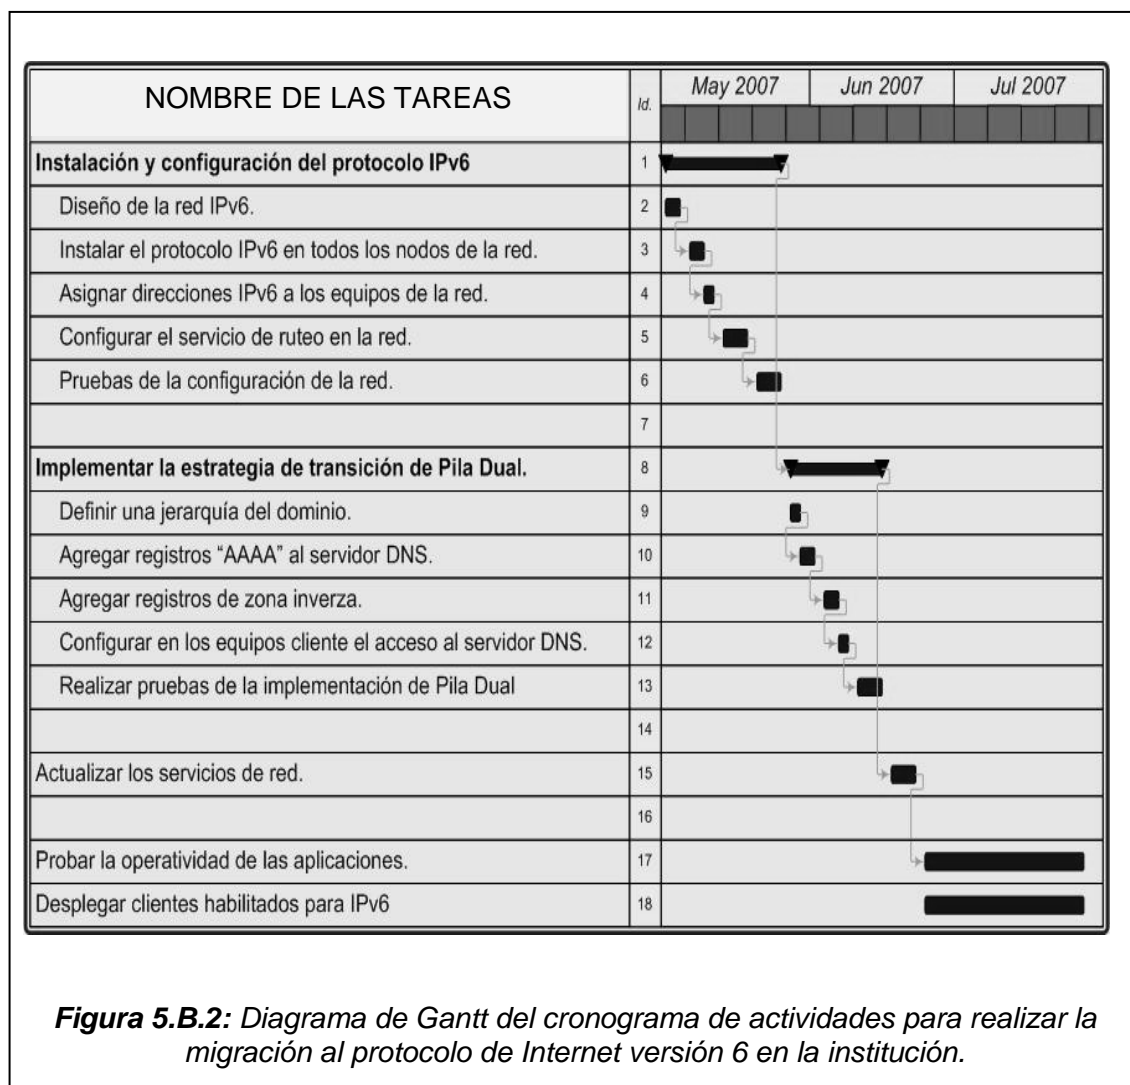 NOMBRE DE LAS TAREAS Id. May 2007 Jun 2007 Jul 2007
Instalación y configuración del protocolo IPv6 1
Diseño de la red IPv6. 2
Instalar el protocolo IPv6 en todos los nodos de la red. 3
Asignar direcciones IPv6 a los equipos de la red. 4
Configurar el servicio de ruteo en la red. 5
Pruebas de la configuración de la red. 6
7
Implementar la estrategia de transición de Pila Dual. 8
Definir una jerarquía del dominio. 9
Agregar registros “AAAA” al servidor DNS. 10
Agregar registros de zona inverza. 11
Configurar en los equipos cliente el acceso al servidor DNS. 12
Realizar pruebas de la implementación de Pila Dual 13
14
Actualizar los servicios de red. 15
16
Probar la operatividad de las aplicaciones. 17
Desplegar clientes habilitados para IPv6 18
Figura 5.B.2: Diagrama de Gantt del cronograma de actividades para realizar la
migración al protocolo de Internet versión 6 en la institución.